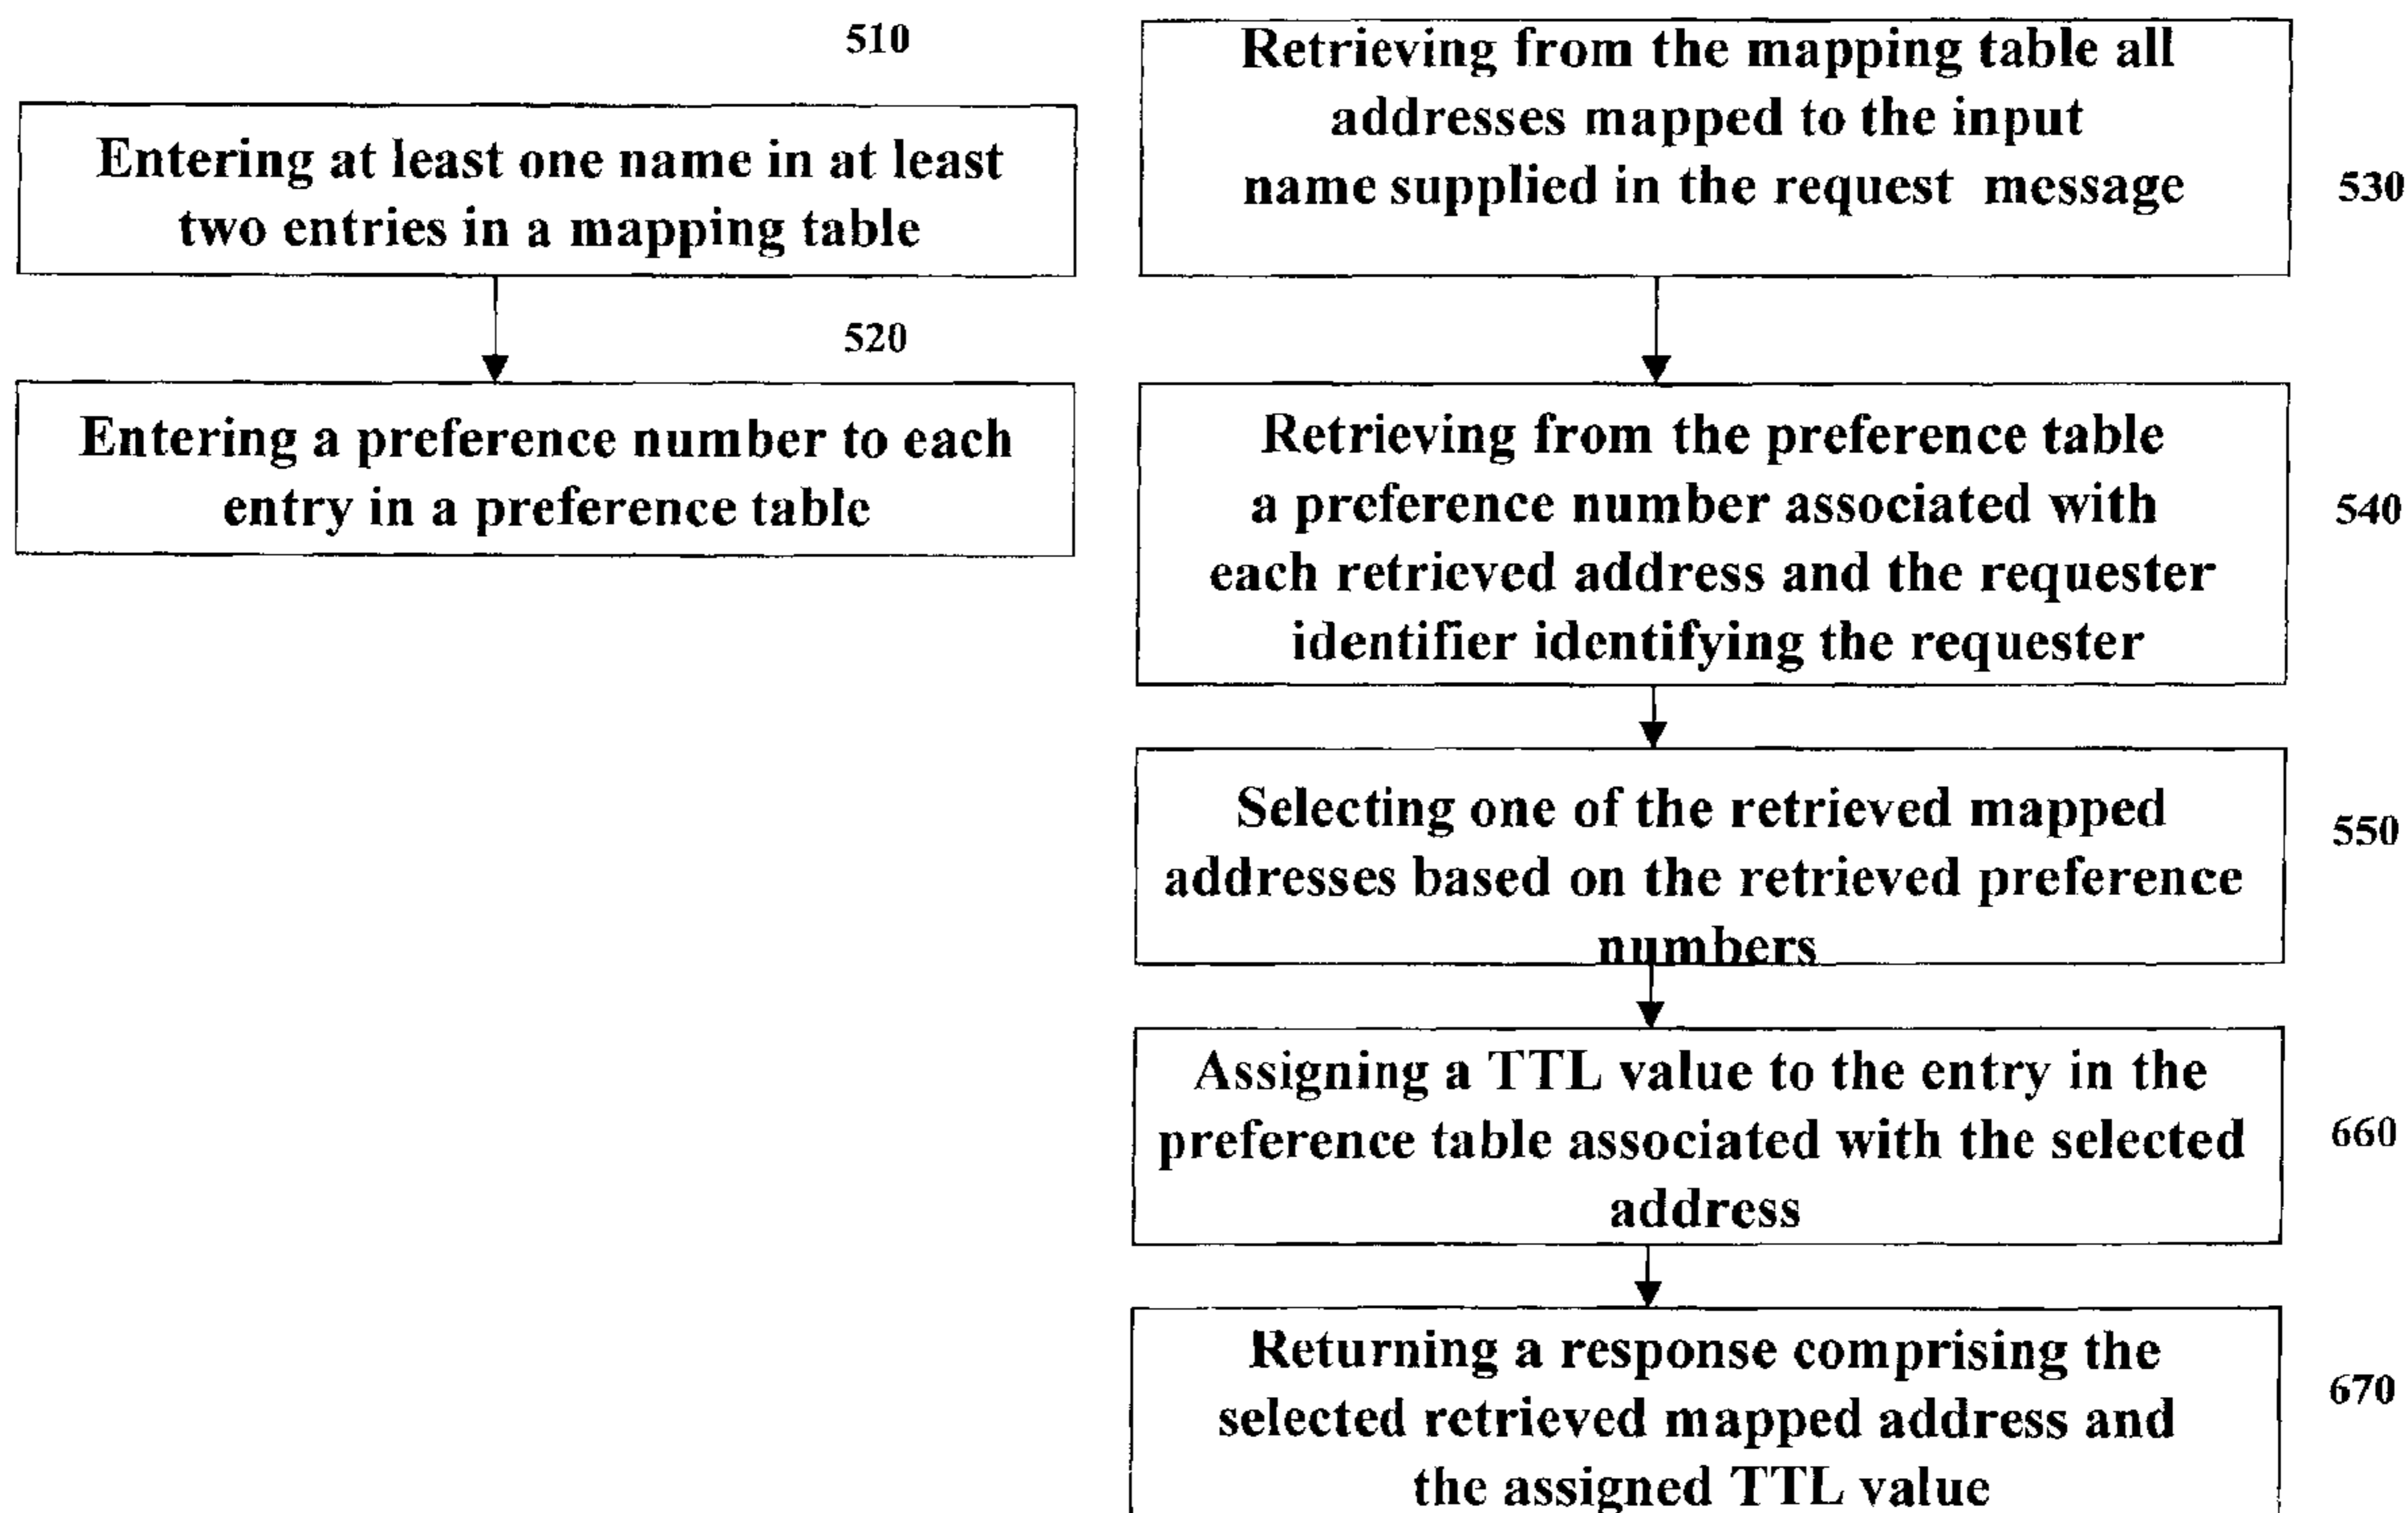 510
Entering at least one name in at least
two entries in a mapping table
520
Entering a preference number to each
entry in a preference table
Retrieving from the mapping table all
addresses mapped to the input
name supplied in the request message
530
Retrieving from the preference table
a preference number associated with
each retrieved address and the requester
identifier identifying the requester
540
Selecting one of the retrieved mapped
addresses based on the retrieved preference
numbers
550
Assigning a TTL value to the entry in the
preference table associated with the selected
address
660
Returning a response comprising the
selected retrieved mapped address and
the assigned TTL value
670